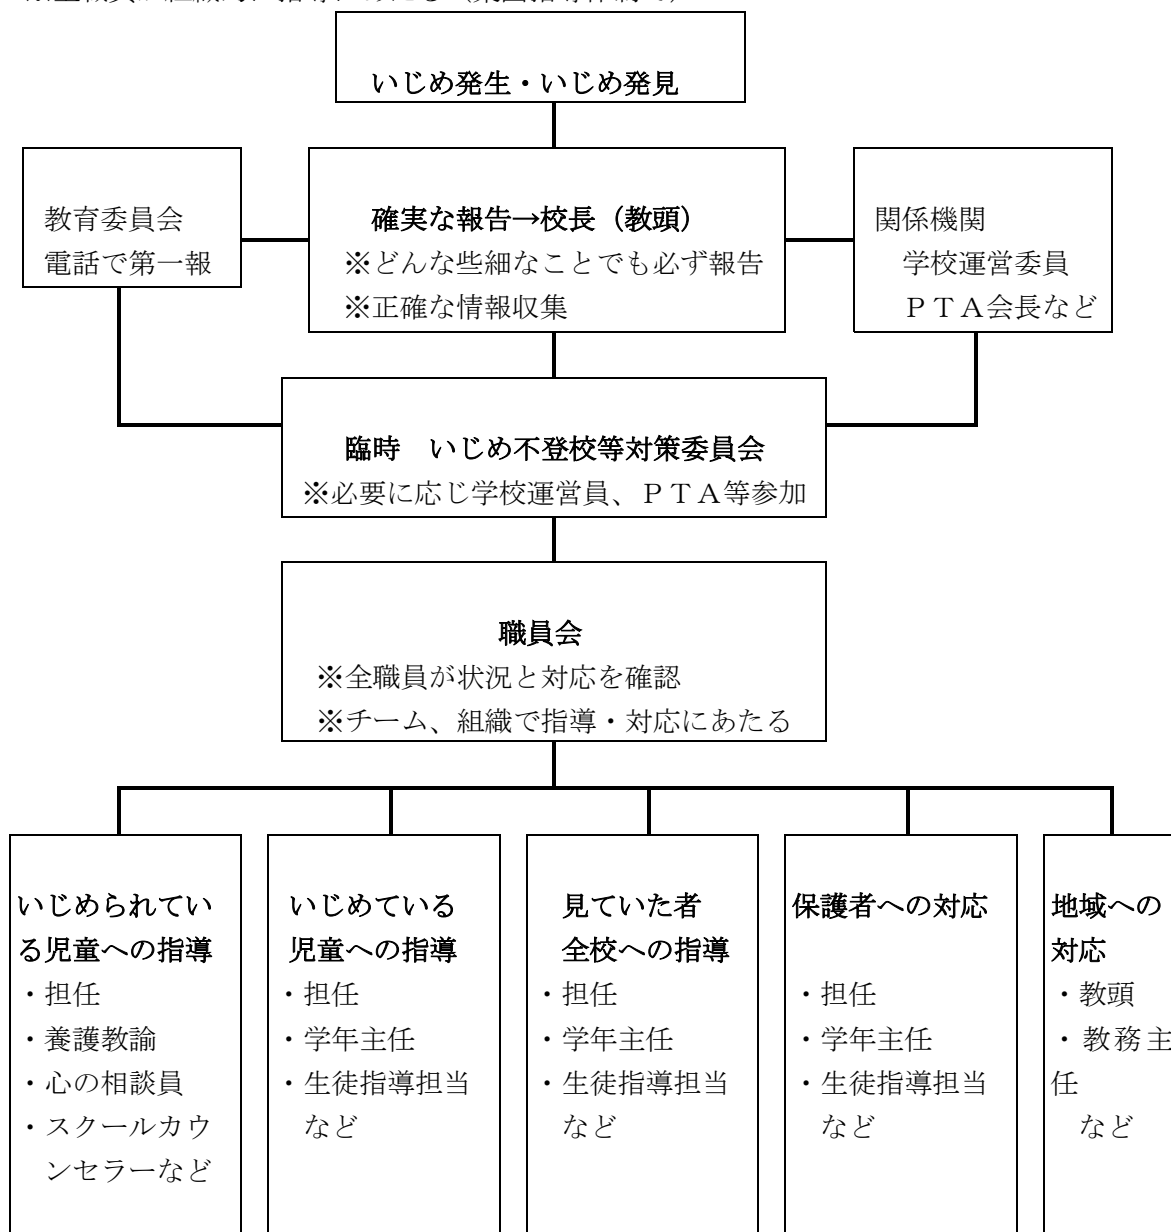 いじめ発生・いじめ発見
教育委員会
電話で第一報
確実な報告→校長（教頭）
※どんな些細なことでも必ず報告
※正確な情報収集
関係機関
学校運営委員
ＰＴＡ会長など
臨時　いじめ不登校等対策委員会
※必要に応じ学校運営員、ＰＴＡ等参加
職員会
※全職員が状況と対応を確認
※チーム、組織で指導・対応にあたる
いじめられてい
る児童への指導
・担任
・養護教諭
・心の相談員
・スクールカウ
ンセラーなど
いじめている
児童への指導
・担任
・学年主任
・生徒指導担当
など
見ていた者
全校への指導
・担任
・学年主任
・生徒指導担当
など
保護者への対応
・担任
・学年主任
・生徒指導担当
など
地域への
対応
・教頭
・教務主
任
など